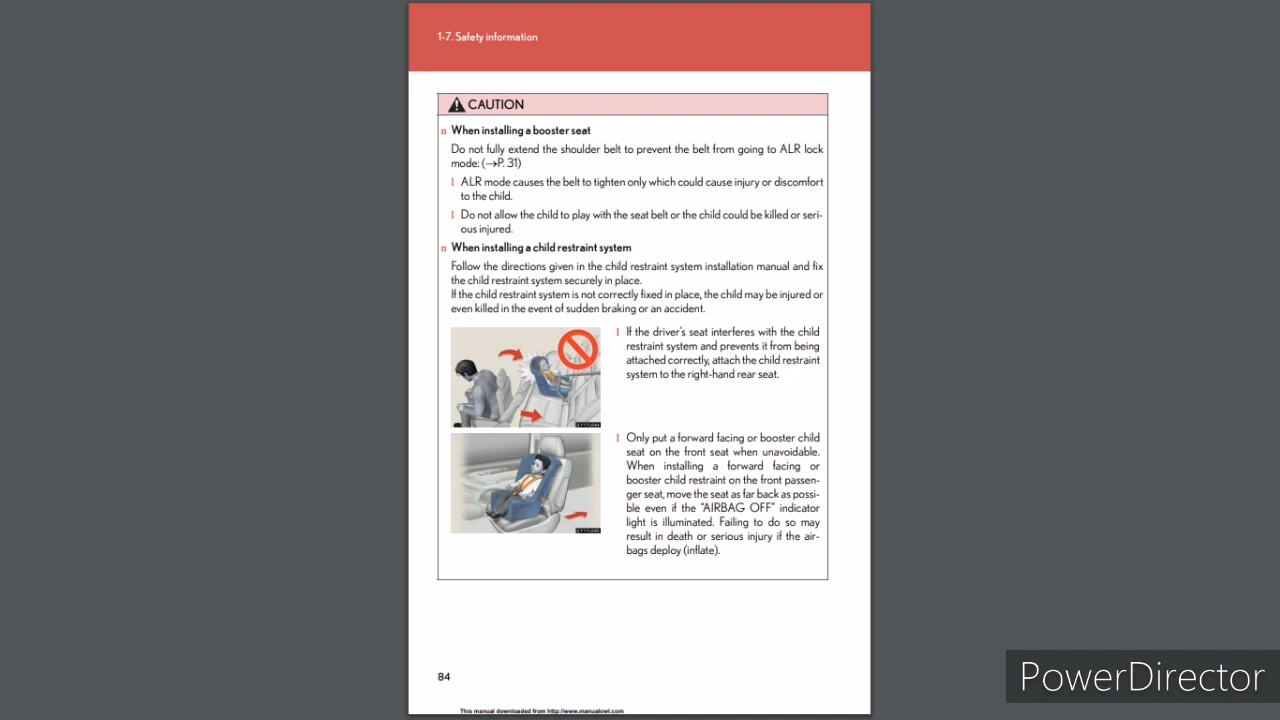 1-7. Safety information
CAUTION
n When installing a booster seat
Do not fully extend the shoulder belt to prevent the belt from going to ALR lock
mode: (→P. 31)
l ALR mode causes the belt to tighten only which could cause injury or discomfort
to the child.
l Do not allow the child to play with the seat belt or the child could be killed or seri-
ous injured.
n When installing a child restraint system
Follow the directions given in the child restraint system installation manual and fix
the child restraint system securely in place.
If the child restraint system is not correctly fixed in place, the child may be injured or
even killed in the event of sudden braking or an accident.
l If the driver's seat interferes with the child
restraint system and prevents it from being
attached correctly, attach the child restraint
system to the right-hand rear seat.
l Only put a forward facing or booster child
seat on the front seat when unavoidable.
When installing a forward facing or
booster child restraint on the front passen-
ger seat, move the seat as far back as possi-
ble even if the "AIRBAG OFF" indicator
light is illuminated. Failing to do so may
result in death or serious injury if the air-
bags deploy (inflate).
84
This manual downloaded from http://www.manualowl.com
PowerDirector